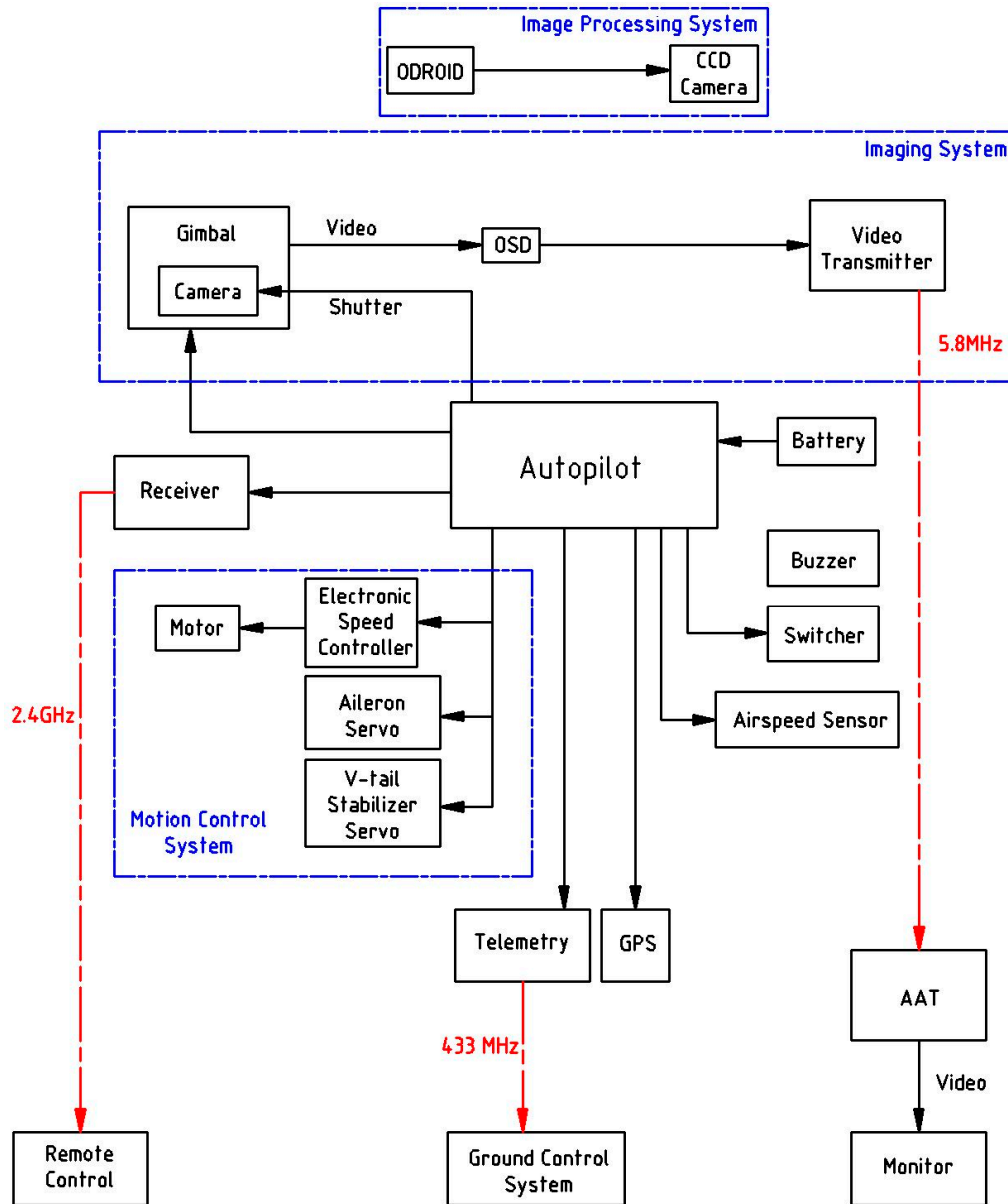 Image Processing System
ODROID
CCD
Camera
Imaging System
Gimbal
Camera
Video
Shutter
OSD
Video
Transmitter
5.8MHz
Autopilot
Battery
Receiver
Buzzer
Switcher
Airspeed Sensor
Electronic
Speed
Controller
Motor
Aileron
Servo
V-tail
Stabilizer
Servo
Motion Control
System
2.4GHz
Telemetry
GPS
AAT
433 MHz
Video
Remote
Control
Ground Control
System
Monitor